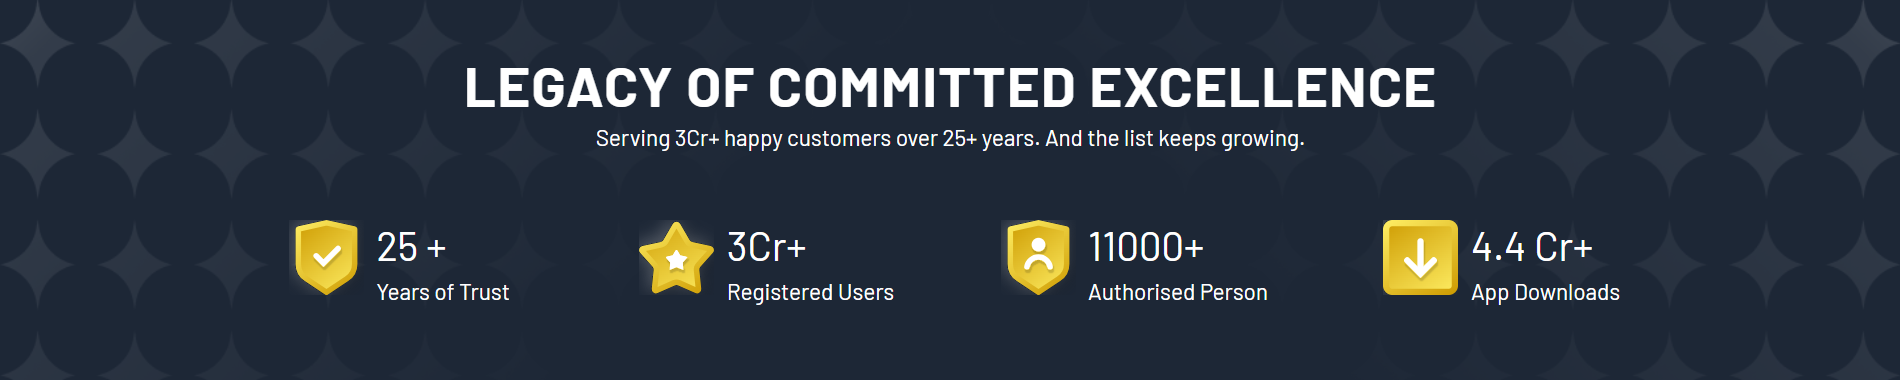 LEGACY OF COMMITTED EXCELLENCE
Serving 3Cr+ happy customers over 25+ years. And the list keeps growing.
25 +
Years of Trust
3Cr+
Registered Users
11000+
Authorised Person
4.4 Cr+
App Downloads